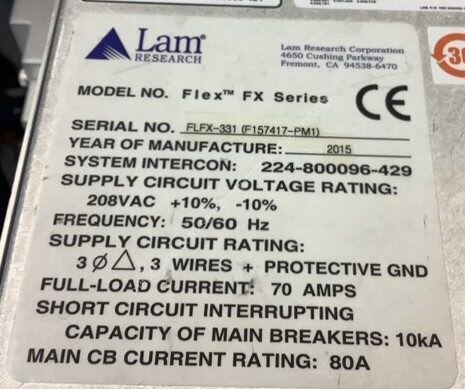 Lam
RESEARCH
Lam Research Corporation
4650 Cushing Parkway
Fremont, CA 94538-6470
MODEL NO. Flex™ FX Series
CE
SERIAL NO. FLFX-331 (F157417-PM1)
YEAR OF MANUFACTURE: 2015
SYSTEM INTERCON: 224-800096-429
SUPPLY CIRCUIT VOLTAGE RATING:
208VAC +10%, -10%
FREQUENCY: 50/60 Hz
SUPPLY CIRCUIT RATING:
3 Ø △, 3 WIRES + PROTECTIVE GND
FULL-LOAD CURRENT: 70 AMPS
SHORT CIRCUIT INTERRUPTING
CAPACITY OF MAIN BREAKERS: 10kA
MAIN CB CURRENT RATING: 80A